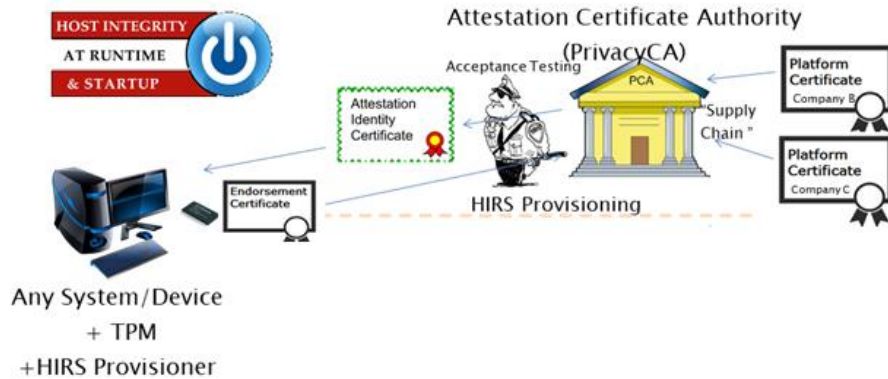 HOST INTEGRITY
AT RUNTIME
& STARTUP
Attestation Certificate Authority
(PrivacyCA)
Acceptance Testing
PCA
Platform
Certificate
Company B
Attestation
Identity
Certificate
"Supply
Chain "
Platform
Certificate
Company C
Endorsement
Certificate
HIRS Provisioning
Any System/Device
+ TPM
+HIRS Provisioner